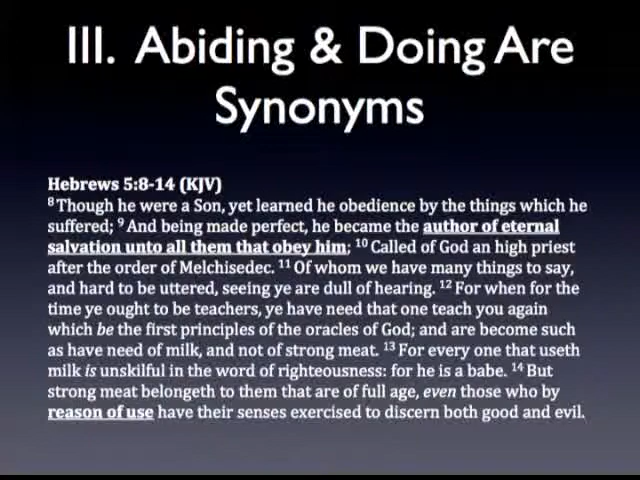 III. Abiding & Doing Are
Synonyms
Hebrews 5:8-14 (KJV)
8 Though he were a Son, yet learned he obedience by the things which he
suffered; 9 And being made perfect, he became the author of eternal
salvation unto all them that obey him; 10 Called of God an high priest
after the order of Melchisedec. 11 Of whom we have many things to say,
and hard to be uttered, seeing ye are dull of hearing. 12 For when for the
time ye ought to be teachers, ye have need that one teach you again
which be the first principles of the oracles of God; and are become such
as have need of milk, and not of strong meat. 13 For every one that useth
milk is unskilful in the word of righteousness: for he is a babe. 14 But
strong meat belongeth to them that are of full age, even those who by
reason of use have their senses exercised to discern both good and evil.